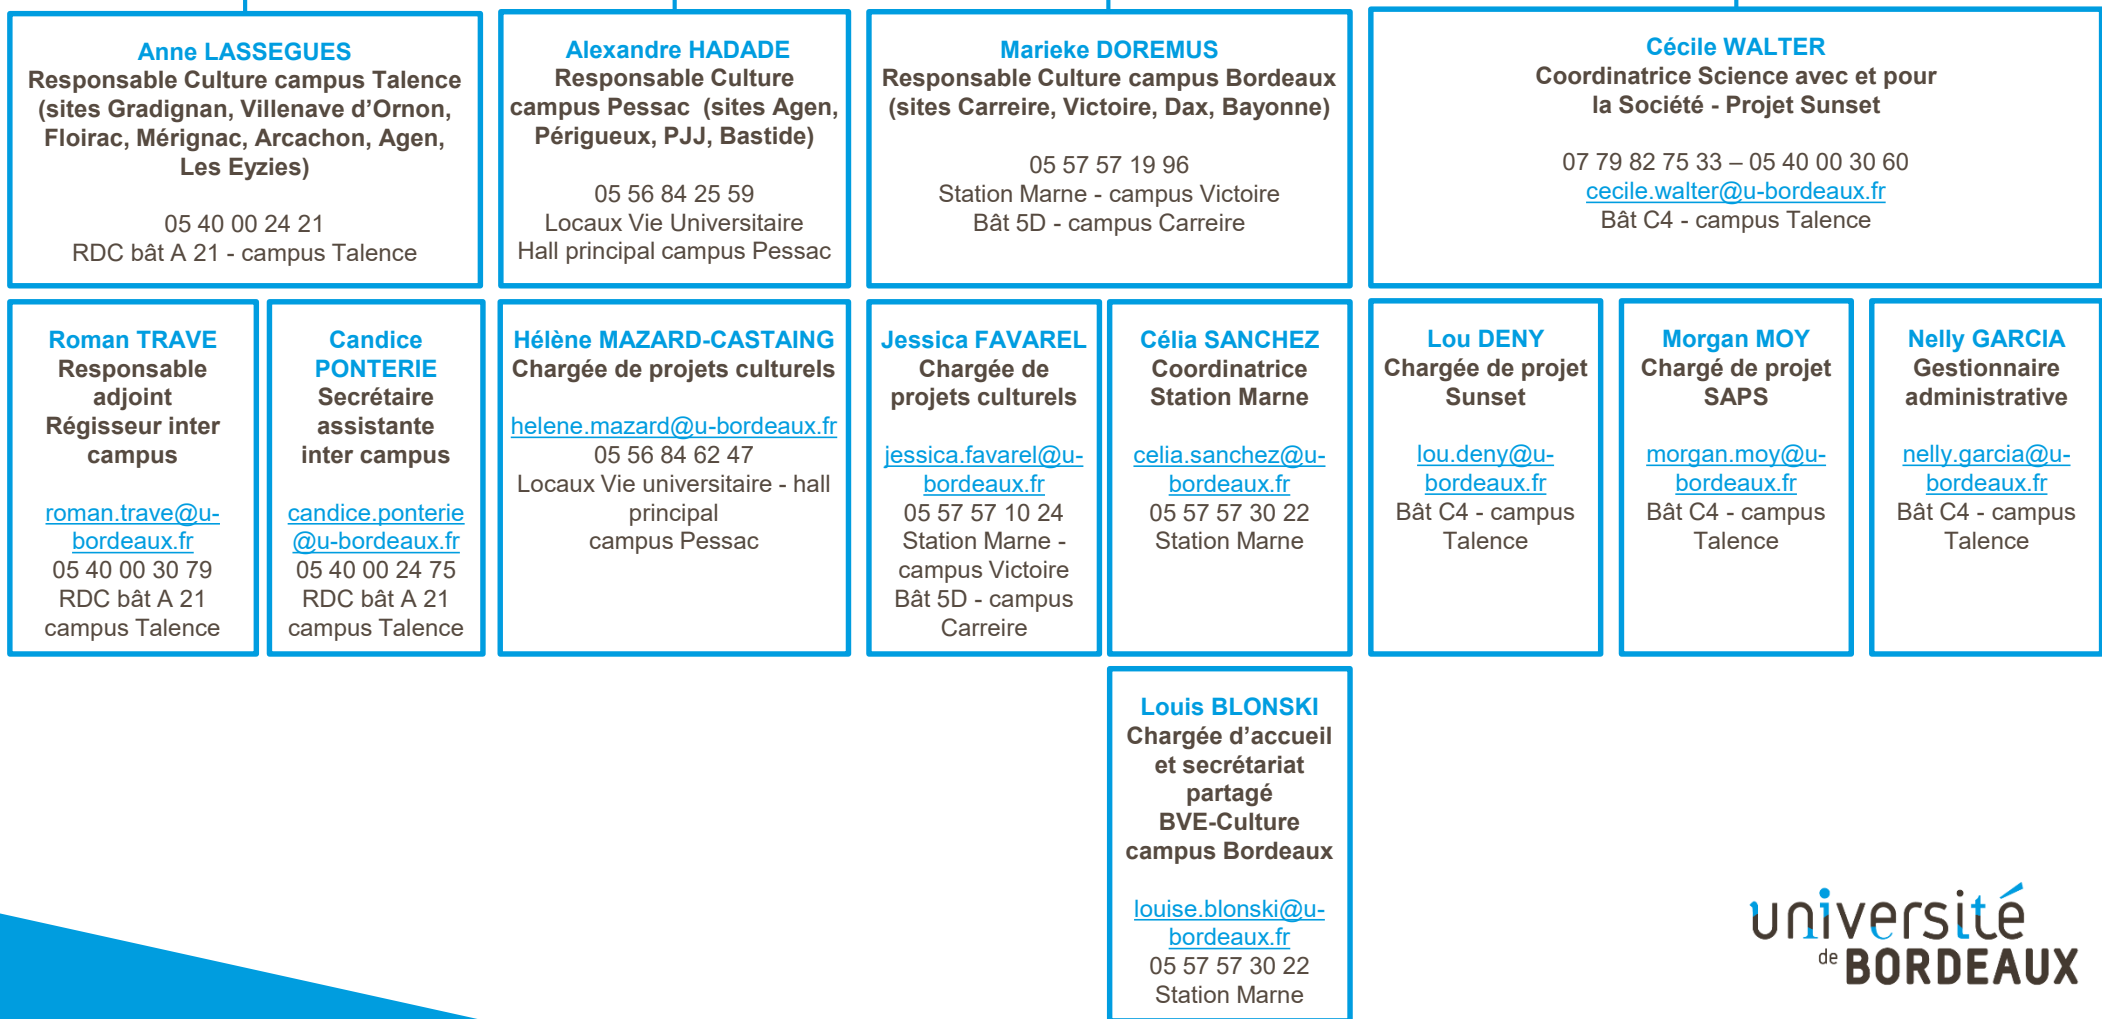 Anne LASSEGUES
Responsable Culture campus Talence
(sites Gradignan, Villenave d’Ornon,
Floirac, Mérignac, Arcachon, Agen,
Les Eyzies)
05 40 00 24 21
RDC bât A 21 - campus Talence
Alexandre HADADE
Responsable Culture
campus Pessac (sites Agen,
Périgueux, PJJ, Bastide)
05 56 84 25 59
Locaux Vie Universitaire
Hall principal campus Pessac
Marieke DOREMUS
Responsable Culture campus Bordeaux
(sites Carreire, Victoire, Dax, Bayonne)
05 57 57 19 96
Station Marne - campus Victoire
Bât 5D - campus Carreire
Cécile WALTER
Coordinatrice Science avec et pour
la Société - Projet Sunset
07 79 82 75 33 – 05 40 00 30 60
cecile.walter@u-bordeaux.fr
Bât C4 - campus Talence
Roman TRAVE
Responsable
adjoint
Régisseur inter
campus
roman.trave@u-
bordeaux.fr
05 40 00 30 79
RDC bât A 21
campus Talence
Candice
PONTERIE
Secrétaire
assistante
inter campus
candice.ponterie
@u-bordeaux.fr
05 40 00 24 75
RDC bât A 21
campus Talence
Hélène MAZARD-CASTAING
Chargée de projets culturels
helene.mazard@u-bordeaux.fr
05 56 84 62 47
Locaux Vie universitaire - hall
principal
campus Pessac
Jessica FAVAREL
Chargée de
projets culturels
jessica.favarel@u-
bordeaux.fr
05 57 57 10 24
Station Marne -
campus Victoire
Bât 5D - campus
Carreire
Célia SANCHEZ
Coordinatrice
Station Marne
celia.sanchez@u-
bordeaux.fr
05 57 57 30 22
Station Marne
Lou DENY
Chargée de projet
Sunset
lou.deny@u-
bordeaux.fr
Bât C4 - campus
Talence
Morgan MOY
Chargé de projet
SAPS
morgan.moy@u-
bordeaux.fr
Bât C4 - campus
Talence
Nelly GARCIA
Gestionnaire
administrative
nelly.garcia@u-
bordeaux.fr
Bât C4 - campus
Talence
Louis BLONSKI
Chargée d’accueil
et secrétariat
partagé
BVE-Culture
campus Bordeaux
louise.blonski@u-
bordeaux.fr
05 57 57 30 22
Station Marne
université
de BORDEAUX